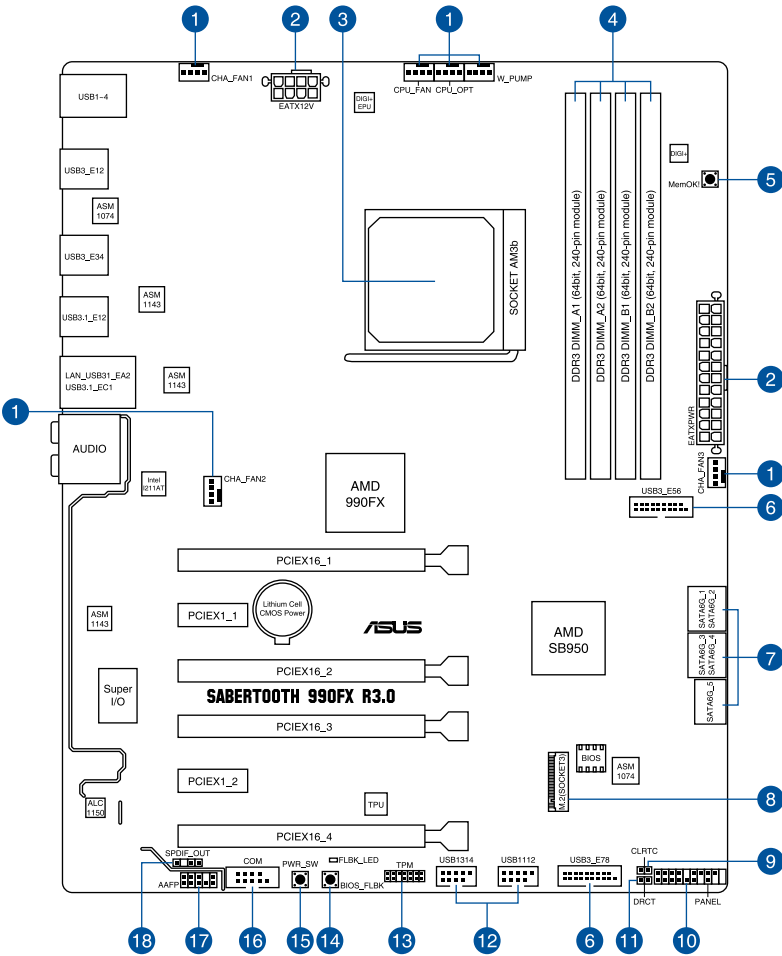 1
2
3
1
4
CHA_FAN1
EATX12V
CPU_FAN
CPU_OPT
W_PUMP
USB1-4
DIGI+
EPU
DIGI+
MemOK!
5
USB3_E12
ASM
1074
USB3_E34
ASM
1143
USB3.1_E12
SOCKET AM3b
DDR3 DIMM_A1 (64bit, 240-pin module)
DDR3 DIMM_A2 (64bit, 240-pin module)
DDR3 DIMM_B1 (64bit, 240-pin module)
DDR3 DIMM_B2 (64bit, 240-pin module)
LAN_USB31_EA2
USB3.1_EC1
ASM
1143
2
EATXPWR
1
AUDIO
CHA_FAN2
Intel
I211AT
AMD
990FX
CHA_FAN3
1
USB3_E56
6
PCIEX16_1
PCIEX1_1
Lithium Cell
CMOS Power
ASUS
ASM
1143
AMD
SB950
SATA6G_1
SATA6G_2
SATA6G_3
SATA6G_4
SATA6G_5
7
PCIEX16_2
Super
I/O
SABERTOOTH 990FX R3.0
PCIEX16_3
PCIEX1_2
TPU
M.2(SOCKET3)
BIOS
ASM
1074
8
ALC
1150
PCIEX16_4
SPDIF_OUT
18
AAFP
COM
PWR_SW
FLBK_LED
BIOS_FLBK
TPM
USB1314
USB1112
USB3_E78
CLRTC
9
DRCT
PANEL
18
17
16
15
14
13
12
6
11
10